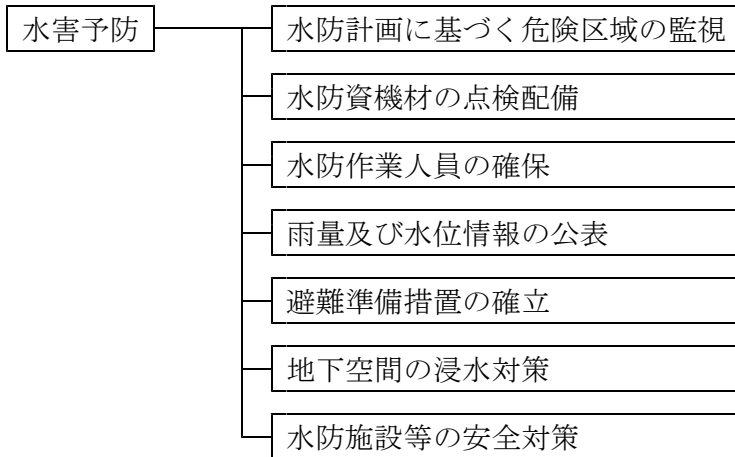 水害予防
水防計画に基づく危険区域の監視
水防資機材の点検配備
水防作業人員の確保
雨量及び水位情報の公表
避難準備措置の確立
地下空間の浸水対策
水防施設等の安全対策